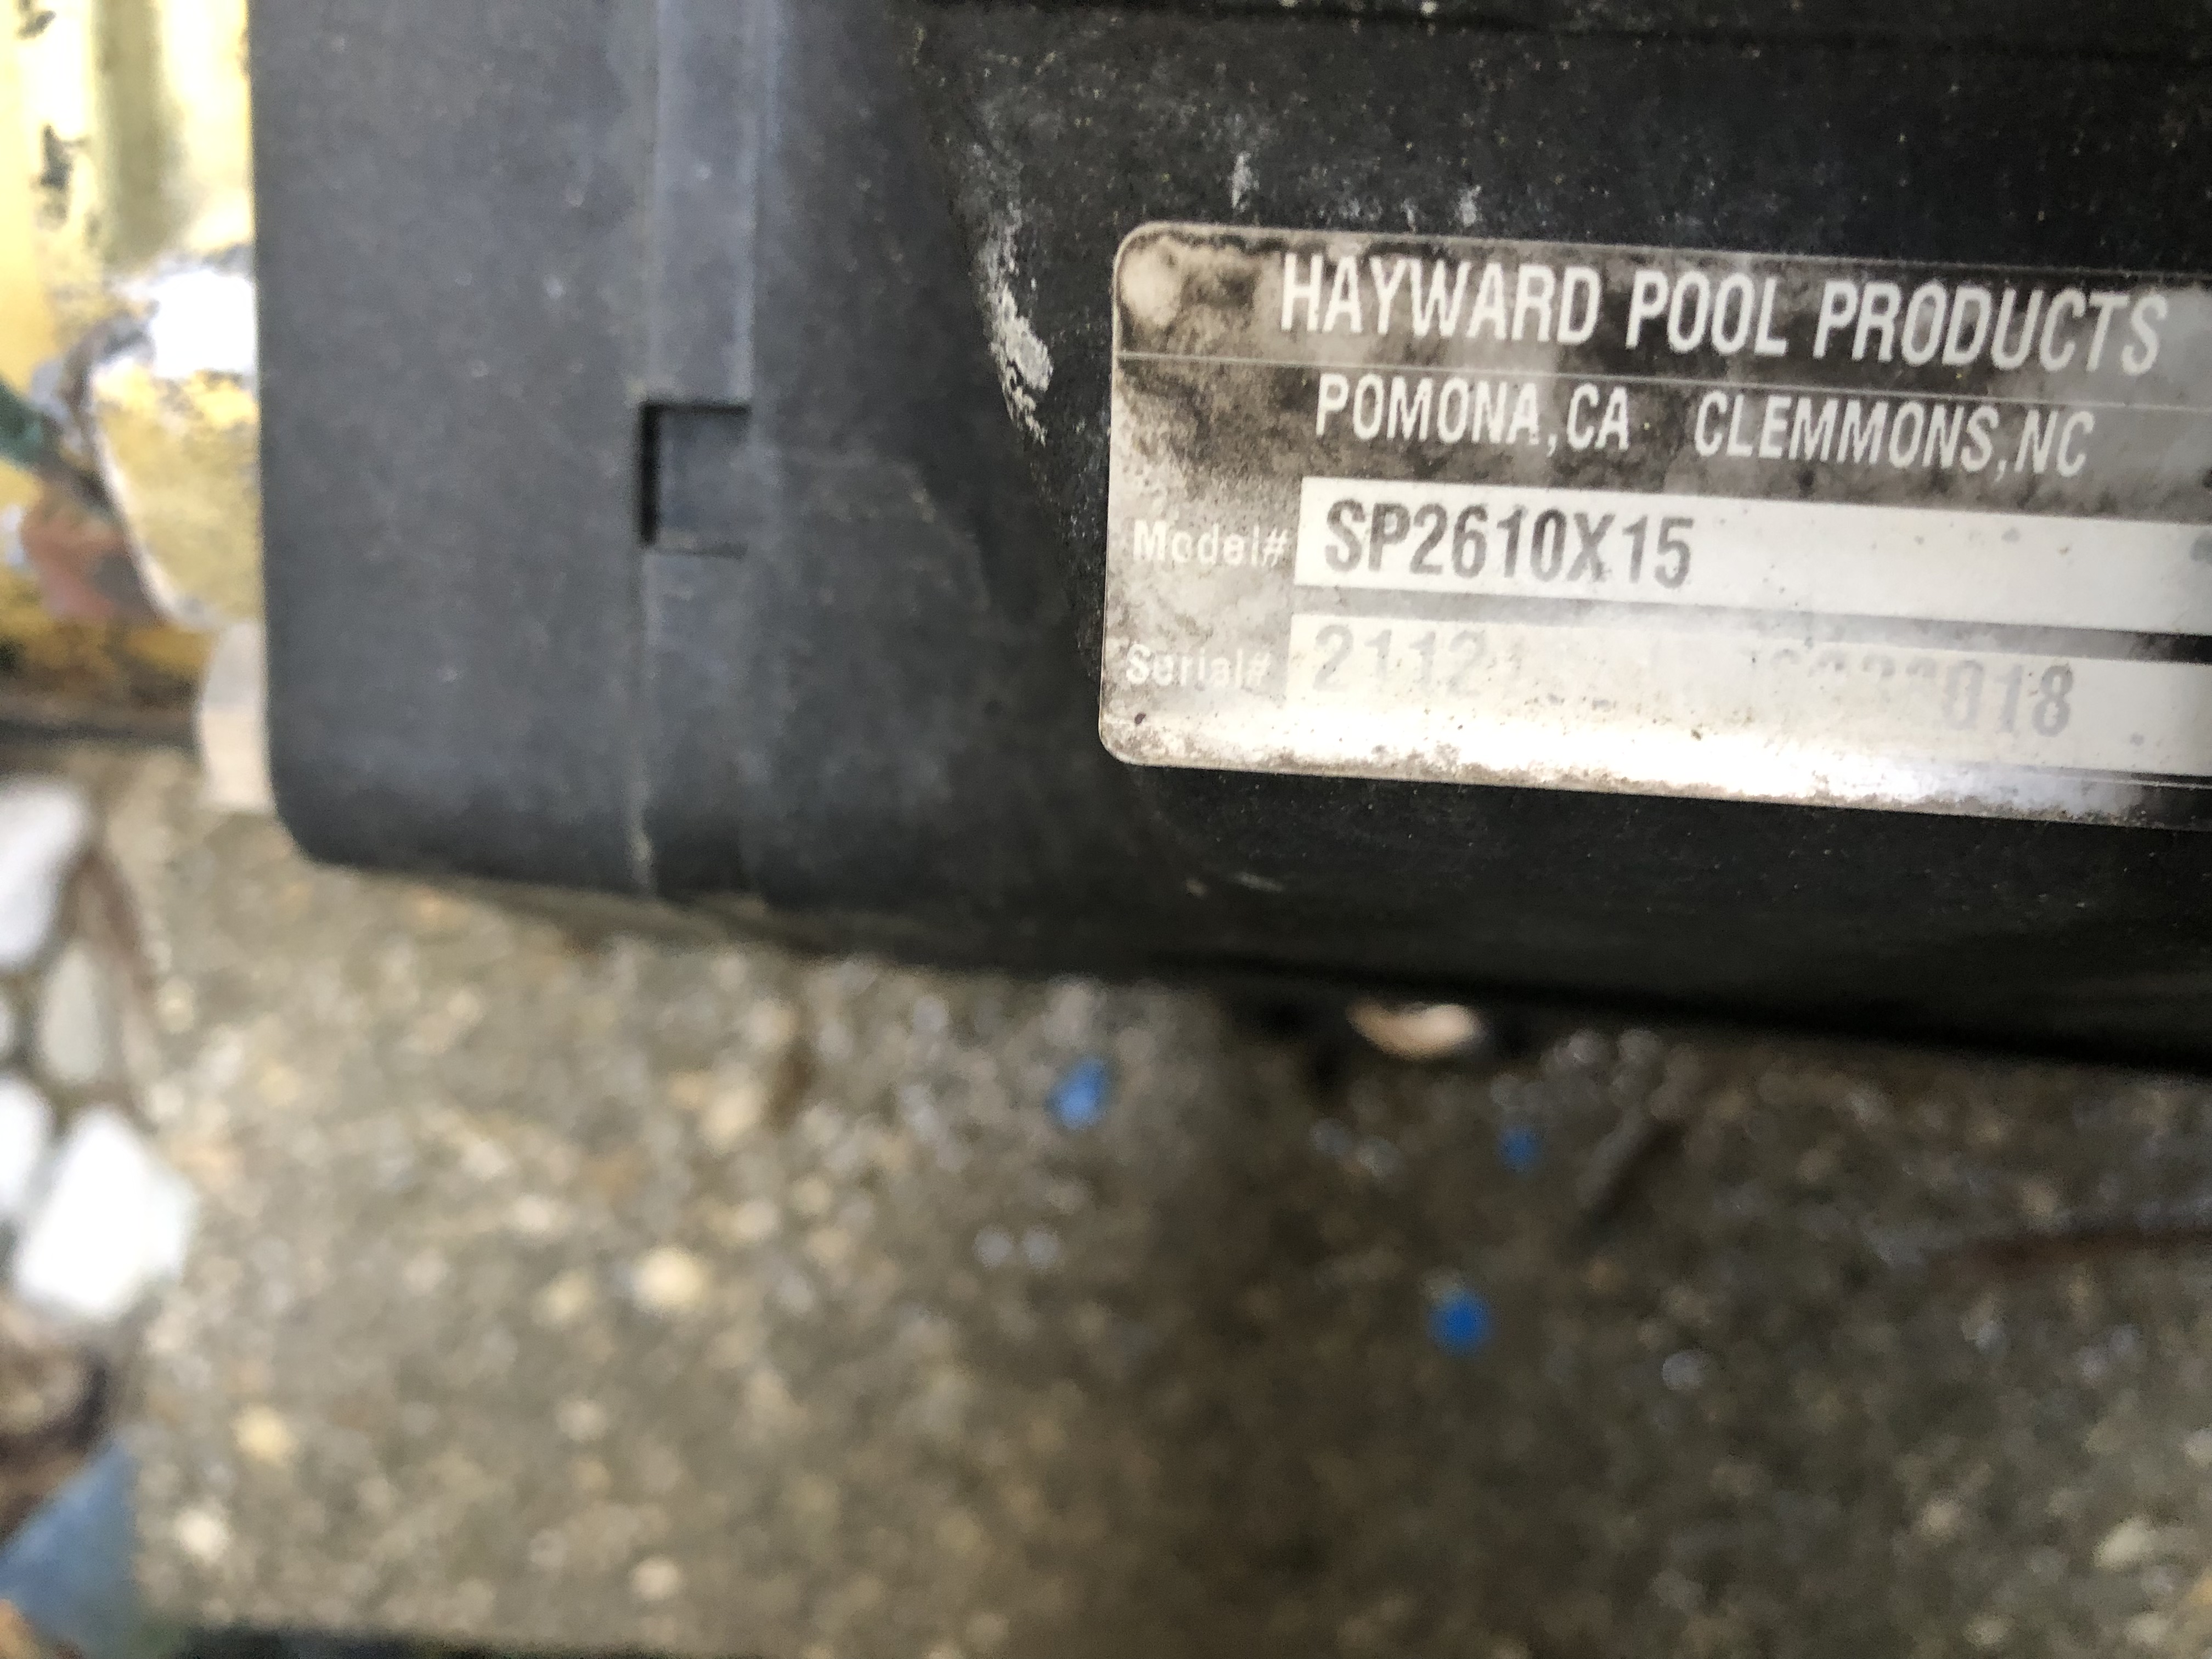 HAYWARD POOL PRODUCTS
POMONA, CA CLEMMONS, NC
Model# SP2610X15
Serial#